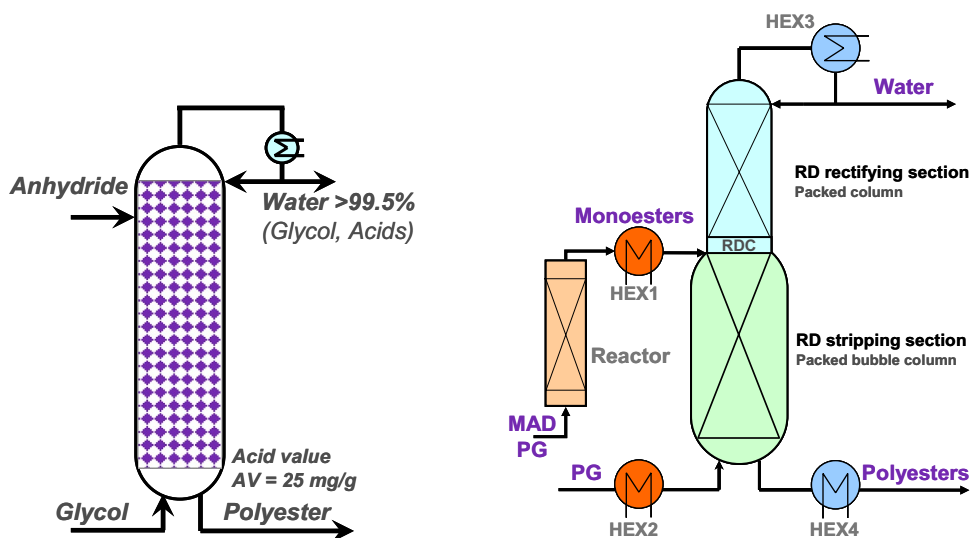 Anhydride
Water >99.5%
(Glycol, Acids)
Acid value
AV = 25 mg/g
Glycol
Polyester
HEX3
Water
RD rectifying section
Packed column
Monoesters
RDC
HEX1
Reactor
RD stripping section
Packed bubble column
MAD
PG
PG
Polyesters
HEX2
HEX4